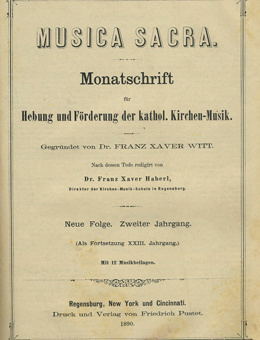 MUSICA SACRA.
Monatschrift
für
Hebung und Förderung der kathol. Kirchen-Musik.
Gegründet von Dr. FRANZ XAVER WITT.
Nach dessen Tode redigirt von
Dr. Franz Xaver Haberl,
Direktor der Kirchen-Musik-Schule in Regensburg.
Neue Folge. Zweiter Jahrgang.
(Als Fortsetzung XXIII. Jahrgang.)
Mit 12 Musikbeilagen.
Regensburg, New York und Cincinnati.
Druck und Verlag von Friedrich Pustet.
1890.